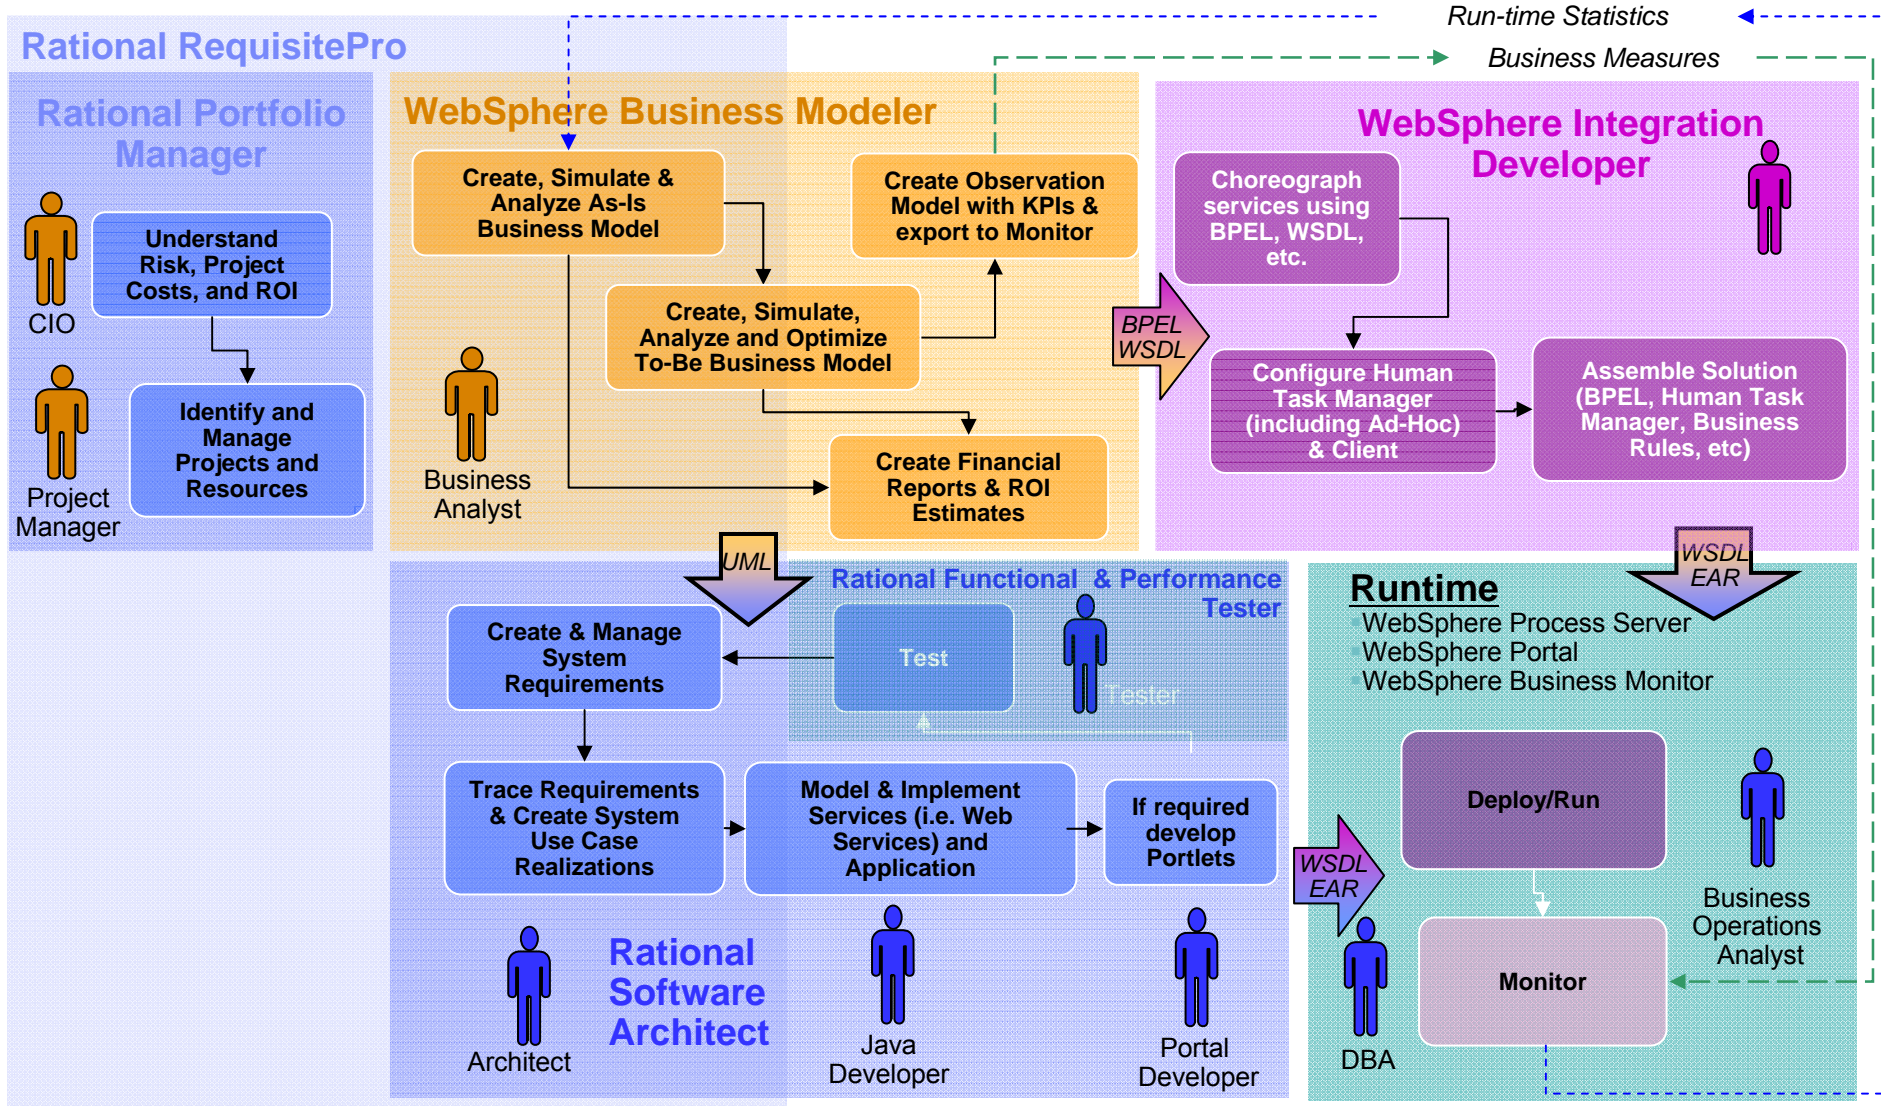 Run-time Statistics
Business Measures
Rational RequisitePro
Rational Portfolio
Manager
CIO
Understand
Risk, Project
Costs, and ROI
Project
Manager
Identify and
Manage
Projects and
Resources
WebSphere Business Modeler
Create, Simulate &
Analyze As-Is
Business Model
Create Observation
Model with KPIs &
export to Monitor
Create, Simulate,
Analyze and Optimize
To-Be Business Model
Business
Analyst
Create Financial
Reports & ROI
Estimates
BPEL
WSDL
WebSphere Integration
Developer
Choreograph
services using
BPEL, WSDL,
etc.
Configure Human
Task Manager
(including Ad-Hoc)
& Client
Assemble Solution
(BPEL, Human Task
Manager, Business
Rules, etc)
UML
WSDL
EAR
Rational Functional & Performance
Tester
Test
Tester
Create & Manage
System
Requirements
Trace Requirements
& Create System
Use Case
Realizations
Model & Implement
Services (i.e. Web
Services) and
Application
If required
develop
Portlets
WSDL
EAR
Architect
Rational
Software
Architect
Java
Developer
Portal
Developer
Runtime
WebSphere Process Server
WebSphere Portal
WebSphere Business Monitor
Deploy/Run
Business
Operations
Analyst
Monitor
DBA